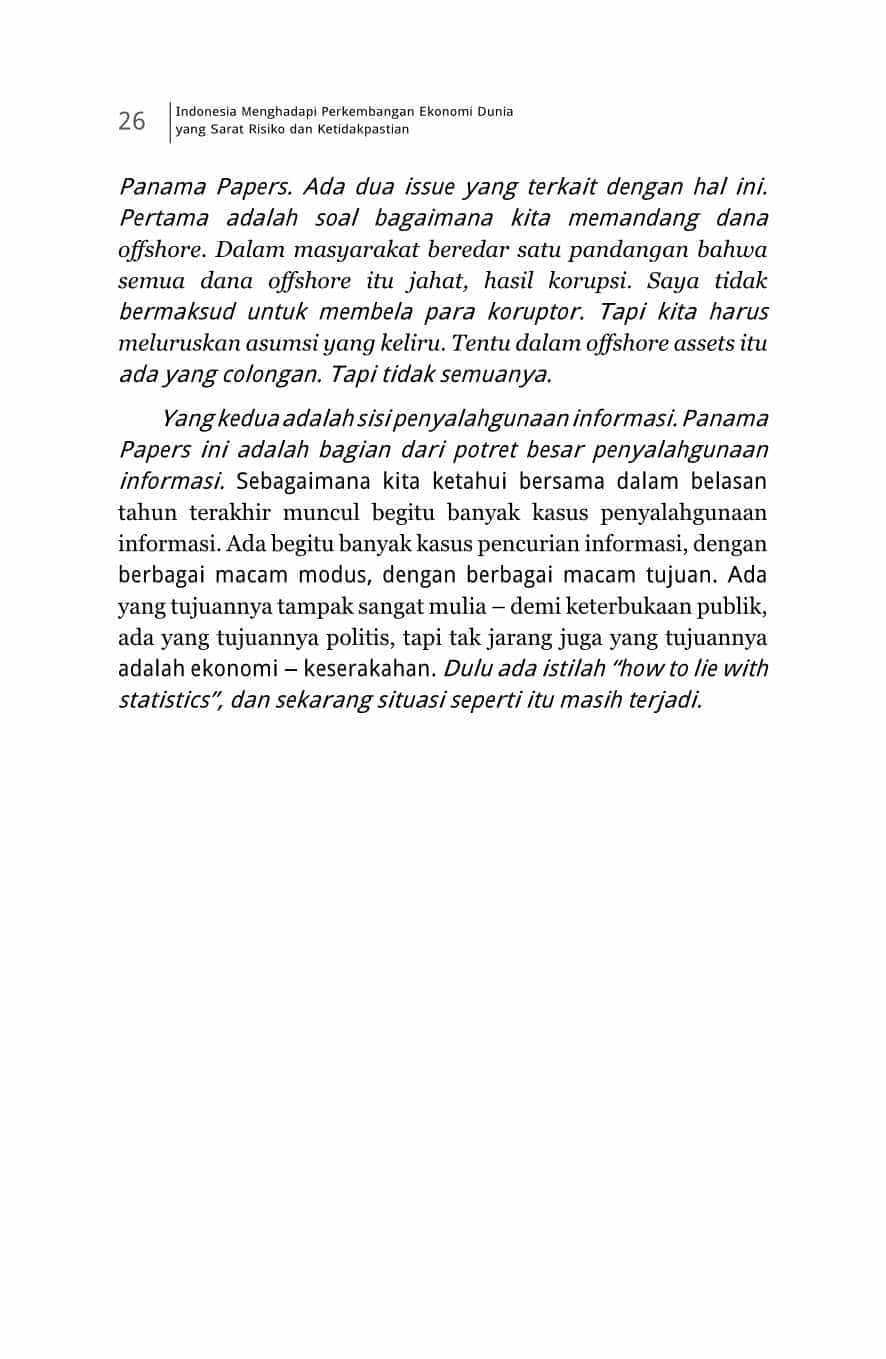 26
Indonesia Menghadapi Perkembangan Ekonomi Dunia
yang Sarat Risiko dan Ketidakpastian
Panama Papers. Ada dua issue yang terkait dengan hal ini.
Pertama adalah soal bagaimana kita memandang dana
offshore. Dalam masyarakat beredar satu pandangan bahwa
semua dana offshore itu jahat, hasil korupsi. Saya tidak
bermaksud untuk membela para koruptor. Tapi kita harus
meluruskan asumsi yang keliru. Tentu dalam offshore assets itu
ada yang colongan. Tapi tidak semuanya.
Yang kedua adalah sisi penyalahgunaan informasi. Panama
Papers ini adalah bagian dari potret besar penyalahgunaan
informasi. Sebagaimana kita ketahui bersama dalam belasan
tahun terakhir muncul begitu banyak kasus penyalahgunaan
informasi. Ada begitu banyak kasus pencurian informasi, dengan
berbagai macam modus, dengan berbagai macam tujuan. Ada
yang tujuannya tampak sangat mulia – demi keterbukaan publik,
ada yang tujuannya politis, tapi tak jarang juga yang tujuannya
adalah ekonomi – keserakahan. Dulu ada istilah “how to lie with
statistics”, dan sekarang situasi seperti itu masih terjadi.